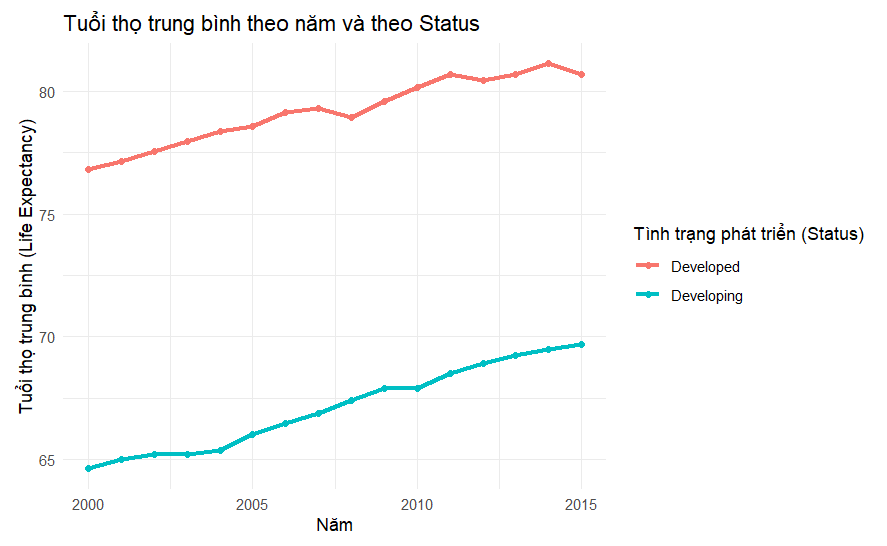 Tuổi thọ trung bình theo năm và theo Status
Tuổi thọ trung bình (Life Expectancy)
80
75
70
65
2000
2005
2010
2015
Năm
Tình trạng phát triển (Status)
Developed
Developing